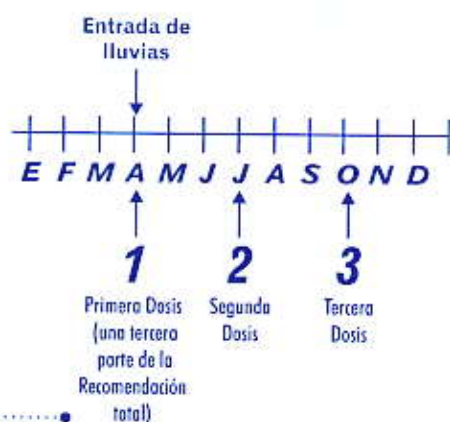 Entrada de
lluvias
E F M A M J J A S O N D
1
Primera Dosis
(una tercera
parte de la
Recomendación
total)
2
Segunda
Dosis
3
Tercera
Dosis